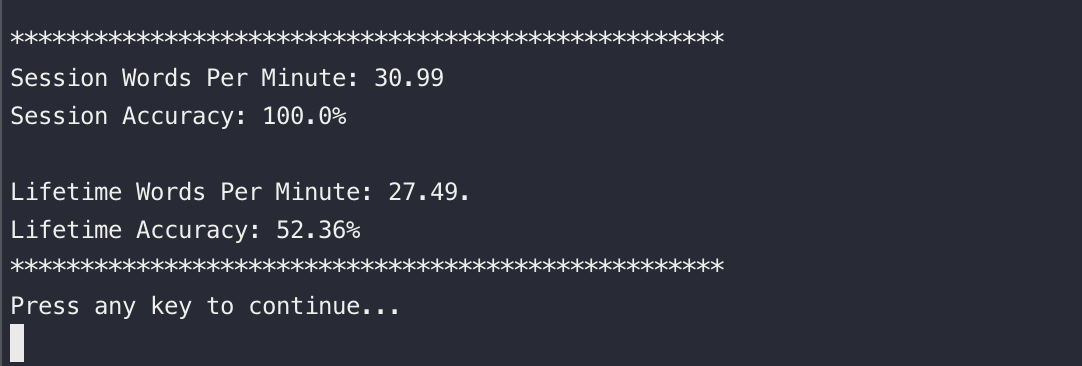 ***************************************************
Session Words Per Minute: 30.99
Session Accuracy: 100.0%

Lifetime Words Per Minute: 27.49.
Lifetime Accuracy: 52.36%
***************************************************
Press any key to continue...